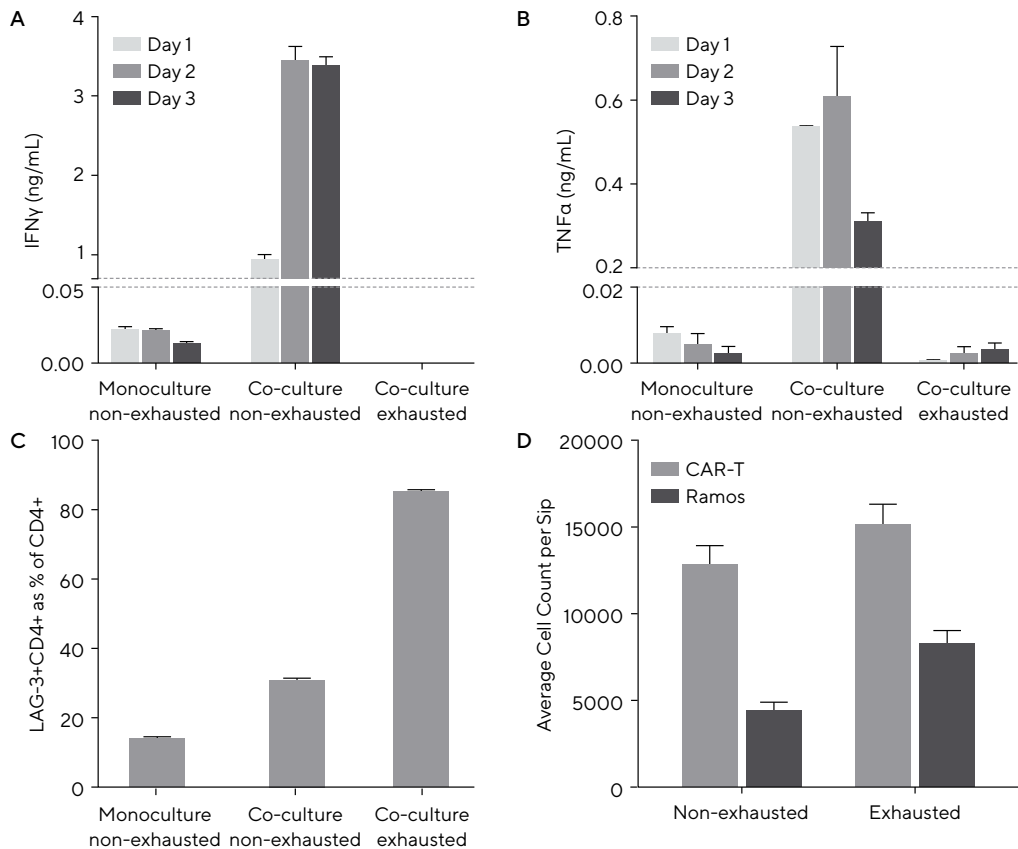 A
4
3
2
1
0.05
0.00
IFNγ (ng/mL)
Day 1
Day 2
Day 3
Monoculture
non-exhausted
Co-culture
non-exhausted
Co-culture
exhausted
B
0.8
0.6
0.4
0.2
0.02
0.00
TNFα (ng/mL)
Day 1
Day 2
Day 3
Monoculture
non-exhausted
Co-culture
non-exhausted
Co-culture
exhausted
C
100
80
60
40
20
0
LAG-3+CD4+ as % of CD4+
Monoculture
non-exhausted
Co-culture
non-exhausted
Co-culture
exhausted
D
20000
15000
10000
5000
0
Average Cell Count per Sip
CAR-T
Ramos
Non-exhausted
Exhausted